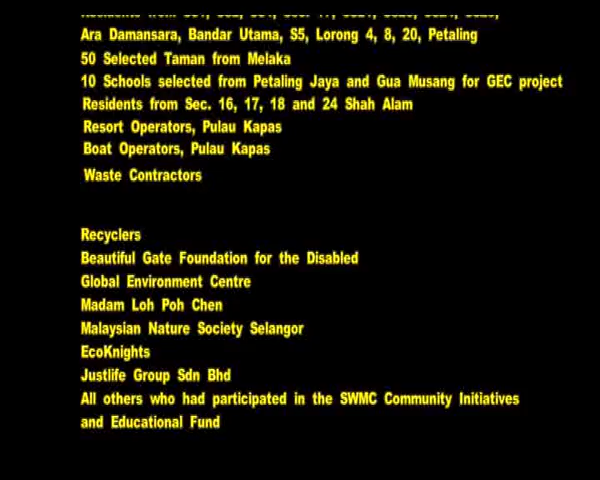 Ara Damansara, Bandar Utama, S5, Lorong 4, 8, 20, Petaling
50 Selected Taman from Melaka
10 Schools selected from Petaling Jaya and Gua Musang for GEC project
Residents from Sec. 16, 17, 18 and 24 Shah Alam
Resort Operators, Pulau Kapas
Boat Operators, Pulau Kapas
Waste Contractors
Recyclers
Beautiful Gate Foundation for the Disabled
Global Environment Centre
Madam Loh Poh Chen
Malaysian Nature Society Selangor
EcoKnights
Justlife Group Sdn Bhd
All others who had participated in the SWMC Community Initiatives
and Educational Fund